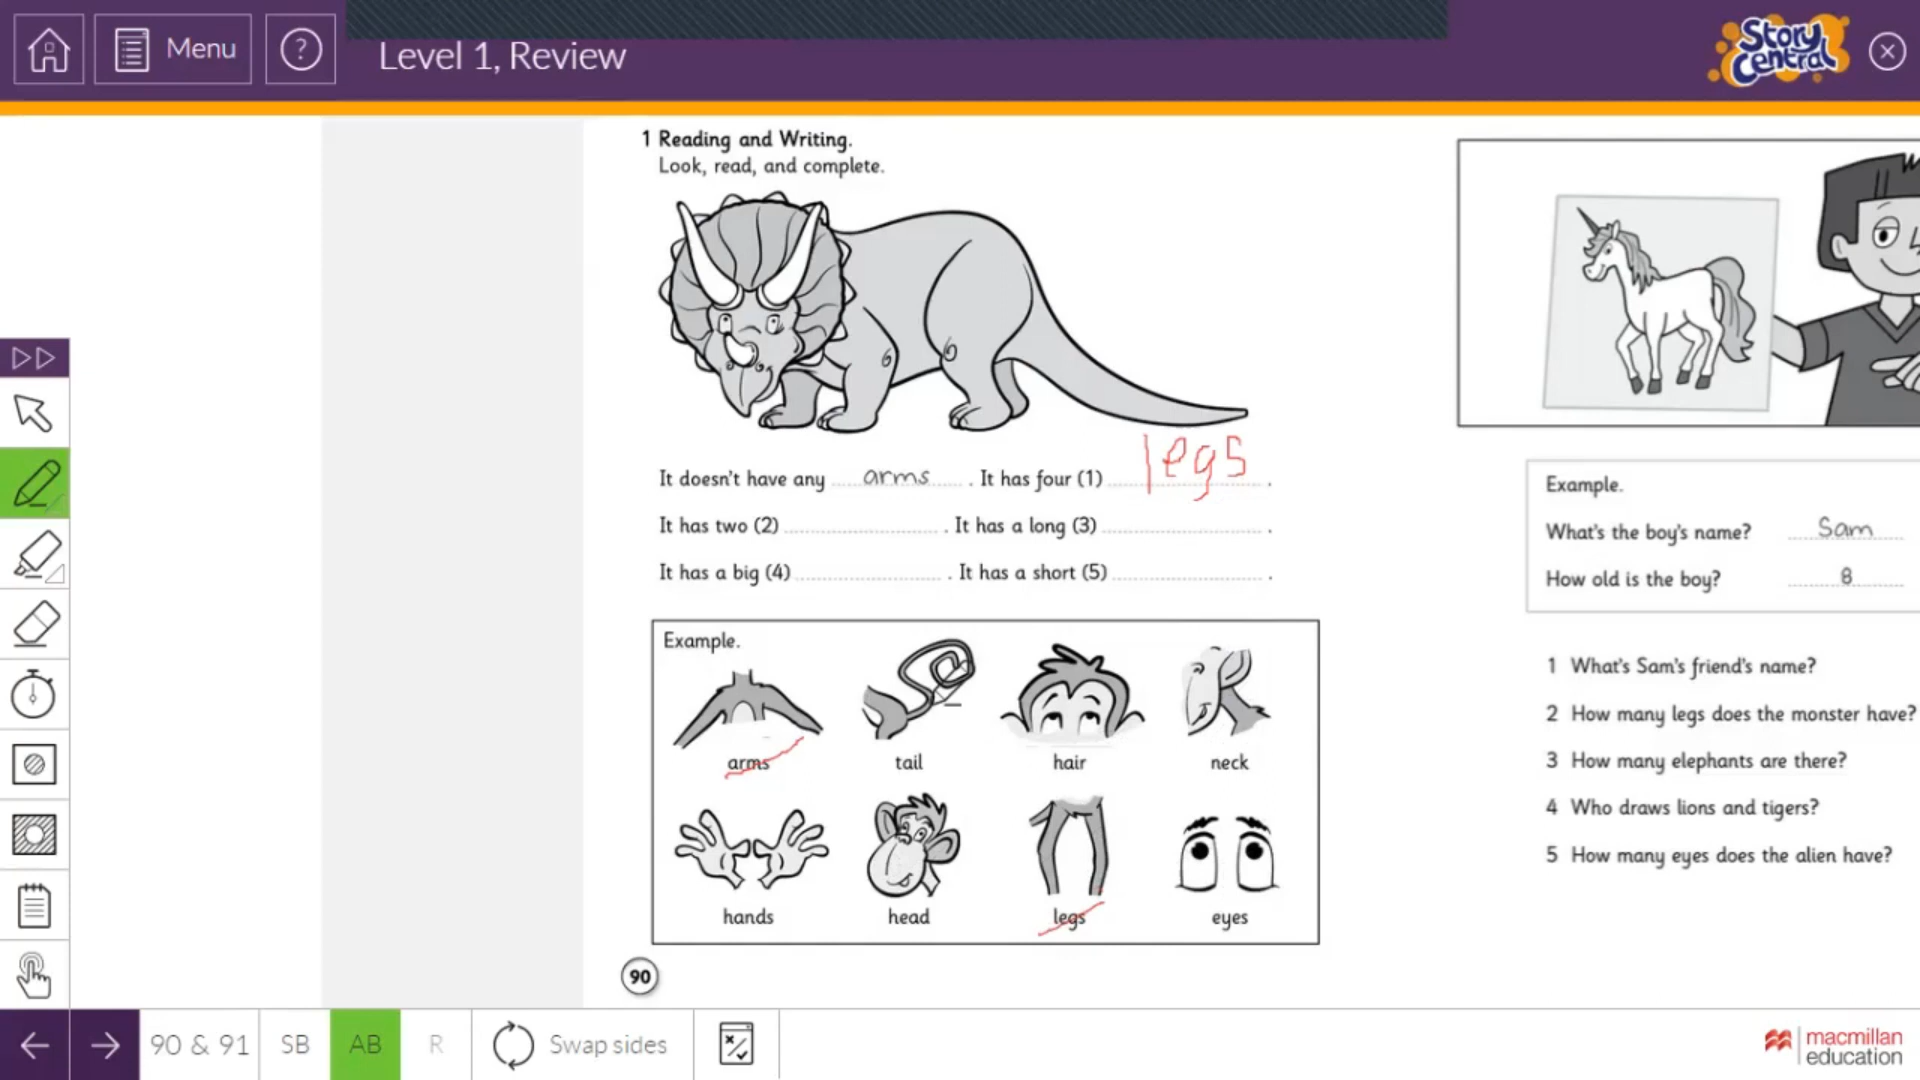 Menu
?
Level 1, Review
Story Central
1 Reading and Writing.
Look, read, and complete.
It doesn't have any arms. It has four (1) legs.
It has two (2) ........ . It has a long (3) ........ .
It has a big (4) ........ . It has a short (5) ........ .
Example.
arms tail hair neck
hands head legs eyes
90
Example.
What's the boy's name? Sam
How old is the boy? 8
1 What's Sam's friend's name?
2 How many legs does the monster have?
3 How many elephants are there?
4 Who draws lions and tigers?
5 How many eyes does the alien have?
90 & 91
SB
AB
R
Swap sides
macmillan
education